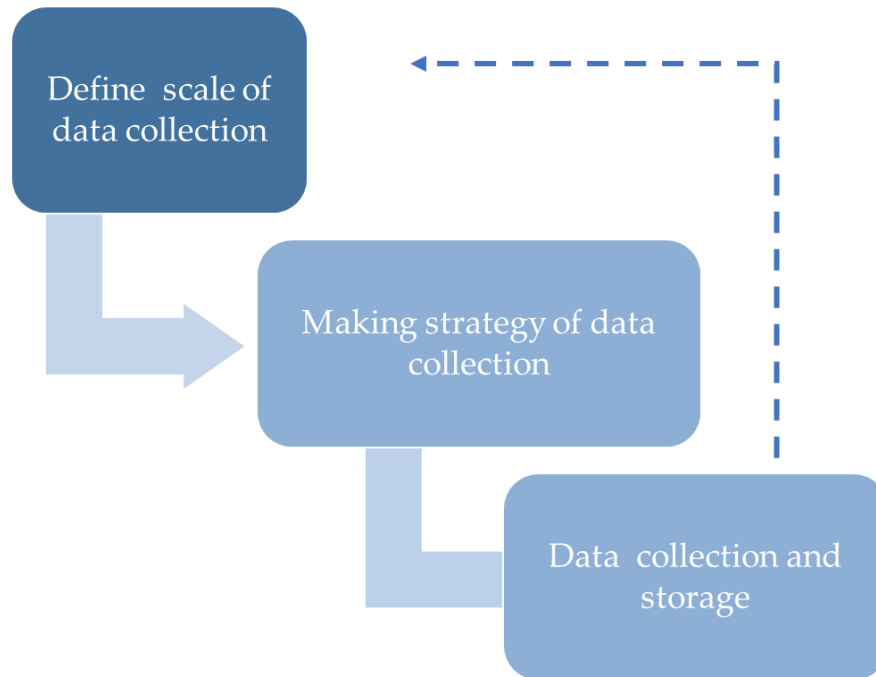 Define  scale of
data collection
Making strategy of data
collection
Data  collection and
storage